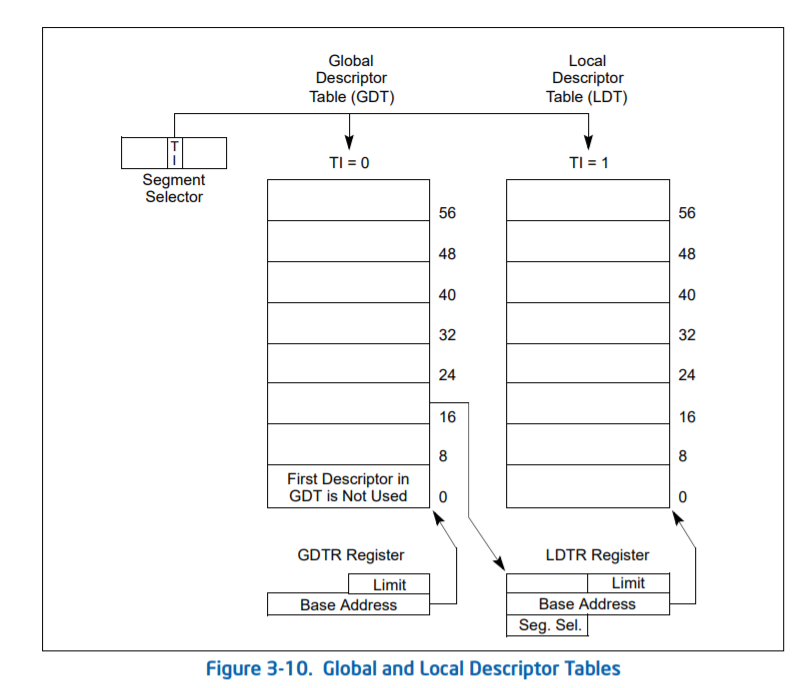 Global
Descriptor
Table (GDT)
Local
Descriptor
Table (LDT)
T
I
Segment
Selector
TI = 0
TI = 1
56
56
48
48
40
40
32
32
24
24
16
16
8
8
First Descriptor in
GDT is Not Used
0
0
GDTR Register
LDTR Register
Limit
Base Address
Limit
Base Address
Seg. Sel.
Figure 3-10. Global and Local Descriptor Tables